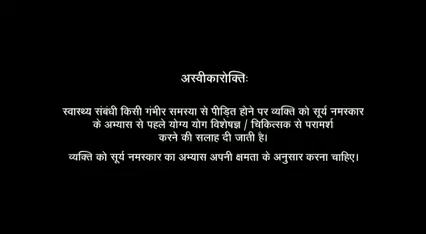 अस्वीकारोक्तिः
स्वास्थ्य संबंधी किसी गंभीर समस्या से पीड़ित होने पर व्यक्ति को सूर्य नमस्कार
के अभ्यास से पहले योग्य योग विशेषज्ञ / चिकित्सक से परामर्श
करने की सलाह दी जाती है।
व्यक्ति को सूर्य नमस्कार का अभ्यास अपनी क्षमता के अनुसार करना चाहिए।